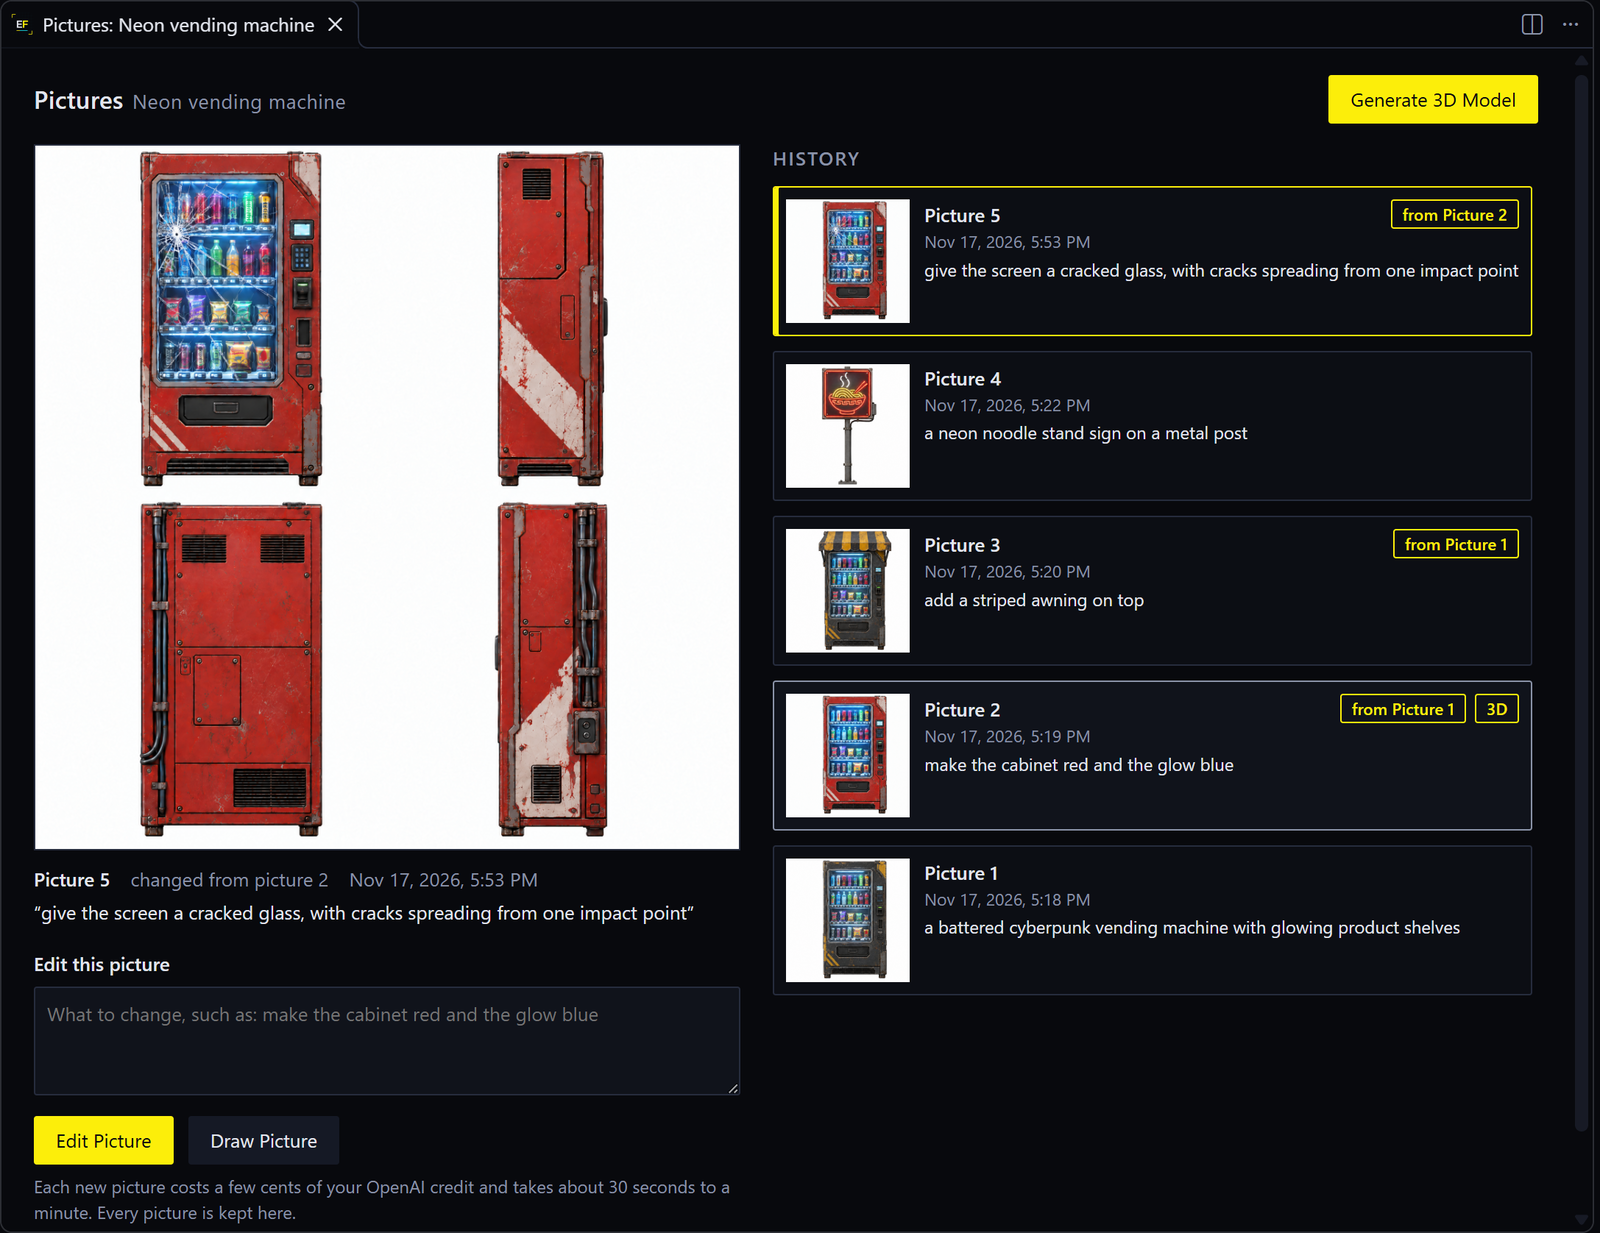 EF
Pictures: Neon vending machine
Pictures Neon vending machine
Generate 3D Model
HISTORY
Picture 5
from Picture 2
Nov 17, 2026, 5:53 PM
give the screen a cracked glass, with cracks spreading from one impact point
Picture 4
Nov 17, 2026, 5:22 PM
a neon noodle stand sign on a metal post
Picture 3
from Picture 1
Nov 17, 2026, 5:20 PM
add a striped awning on top
Picture 2
from Picture 1
3D
Nov 17, 2026, 5:19 PM
make the cabinet red and the glow blue
Picture 1
Nov 17, 2026, 5:18 PM
a battered cyberpunk vending machine with glowing product shelves
Picture 5 changed from picture 2 Nov 17, 2026, 5:53 PM
“give the screen a cracked glass, with cracks spreading from one impact point”
Edit this picture
What to change, such as: make the cabinet red and the glow blue
Edit Picture
Draw Picture
Each new picture costs a few cents of your OpenAI credit and takes about 30 seconds to a
minute. Every picture is kept here.